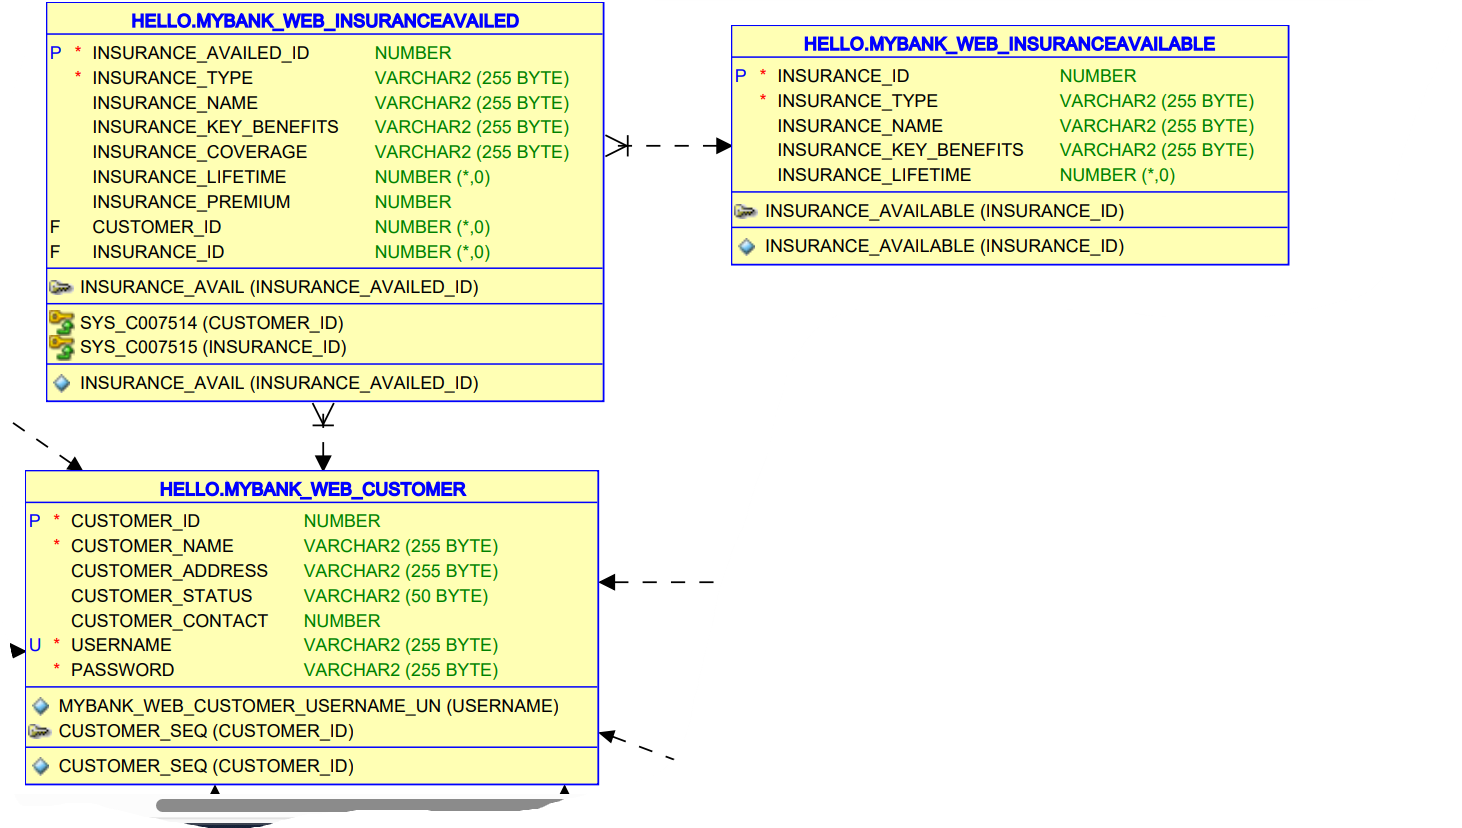 HELLO.MYBANK_WEB_INSURANCEAVAILED
P * INSURANCE_AVAILED_ID NUMBER
* INSURANCE_TYPE VARCHAR2 (255 BYTE)
INSURANCE_NAME VARCHAR2 (255 BYTE)
INSURANCE_KEY_BENEFITS VARCHAR2 (255 BYTE)
INSURANCE_COVERAGE VARCHAR2 (255 BYTE)
INSURANCE_LIFETIME NUMBER (*,0)
INSURANCE_PREMIUM NUMBER
F CUSTOMER_ID NUMBER (*,0)
F INSURANCE_ID NUMBER (*,0)
INSURANCE_AVAIL (INSURANCE_AVAILED_ID)
SYS_C007514 (CUSTOMER_ID)
SYS_C007515 (INSURANCE_ID)
INSURANCE_AVAIL (INSURANCE_AVAILED_ID)
HELLO.MYBANK_WEB_INSURANCEAVAILABLE
P * INSURANCE_ID NUMBER
* INSURANCE_TYPE VARCHAR2 (255 BYTE)
INSURANCE_NAME VARCHAR2 (255 BYTE)
INSURANCE_KEY_BENEFITS VARCHAR2 (255 BYTE)
INSURANCE_LIFETIME NUMBER (*,0)
INSURANCE_AVAILABLE (INSURANCE_ID)
INSURANCE_AVAILABLE (INSURANCE_ID)
HELLO.MYBANK_WEB_CUSTOMER
P * CUSTOMER_ID NUMBER
* CUSTOMER_NAME VARCHAR2 (255 BYTE)
CUSTOMER_ADDRESS VARCHAR2 (255 BYTE)
CUSTOMER_STATUS VARCHAR2 (50 BYTE)
CUSTOMER_CONTACT NUMBER
U * USERNAME VARCHAR2 (255 BYTE)
* PASSWORD VARCHAR2 (255 BYTE)
MYBANK_WEB_CUSTOMER_USERNAME_UN (USERNAME)
CUSTOMER_SEQ (CUSTOMER_ID)
CUSTOMER_SEQ (CUSTOMER_ID)